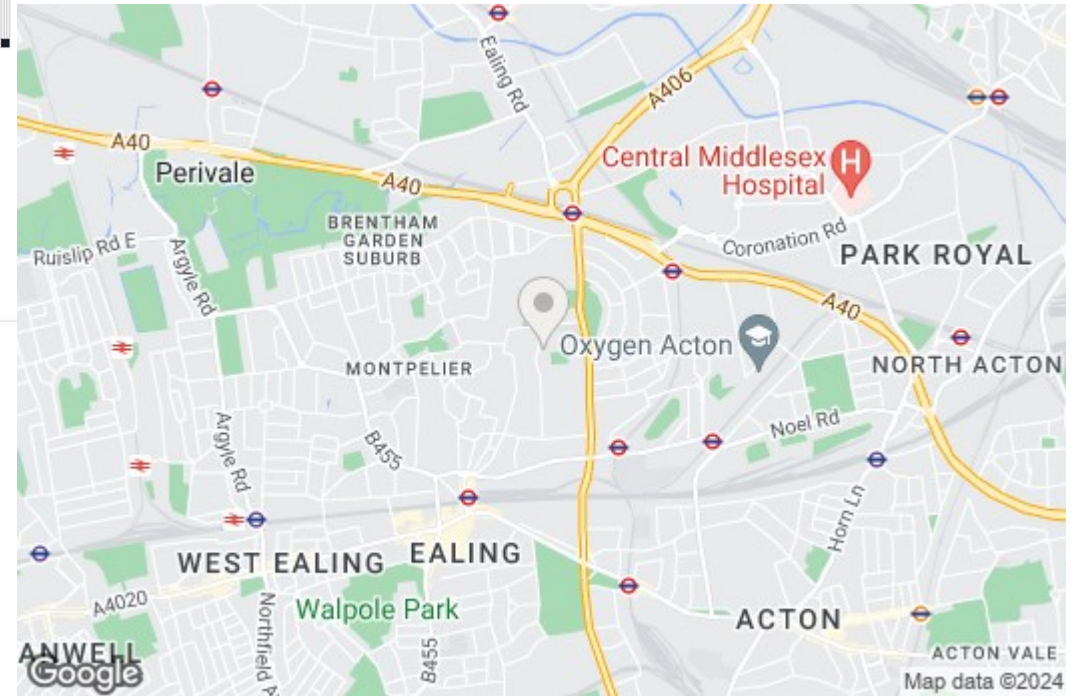 Ealing Rd
A406
A40
Central Middlesex
Hospital
H
Perivale
A40
BRENTHAM
GARDEN
SUBURB
Coronation Rd
Ruislip Rd E
Argyle Rd
PARK ROYAL
A40
Oxygen Acton
MONTPELIER
NORTH ACTON
Argyle Rd
B455
Noel Rd
Horn Ln
WEST EALING
EALING
A4020
Walpole Park
Northfield A
B455
ACTON
ANWELL
ACTON VALE
Google
Map data ©2024